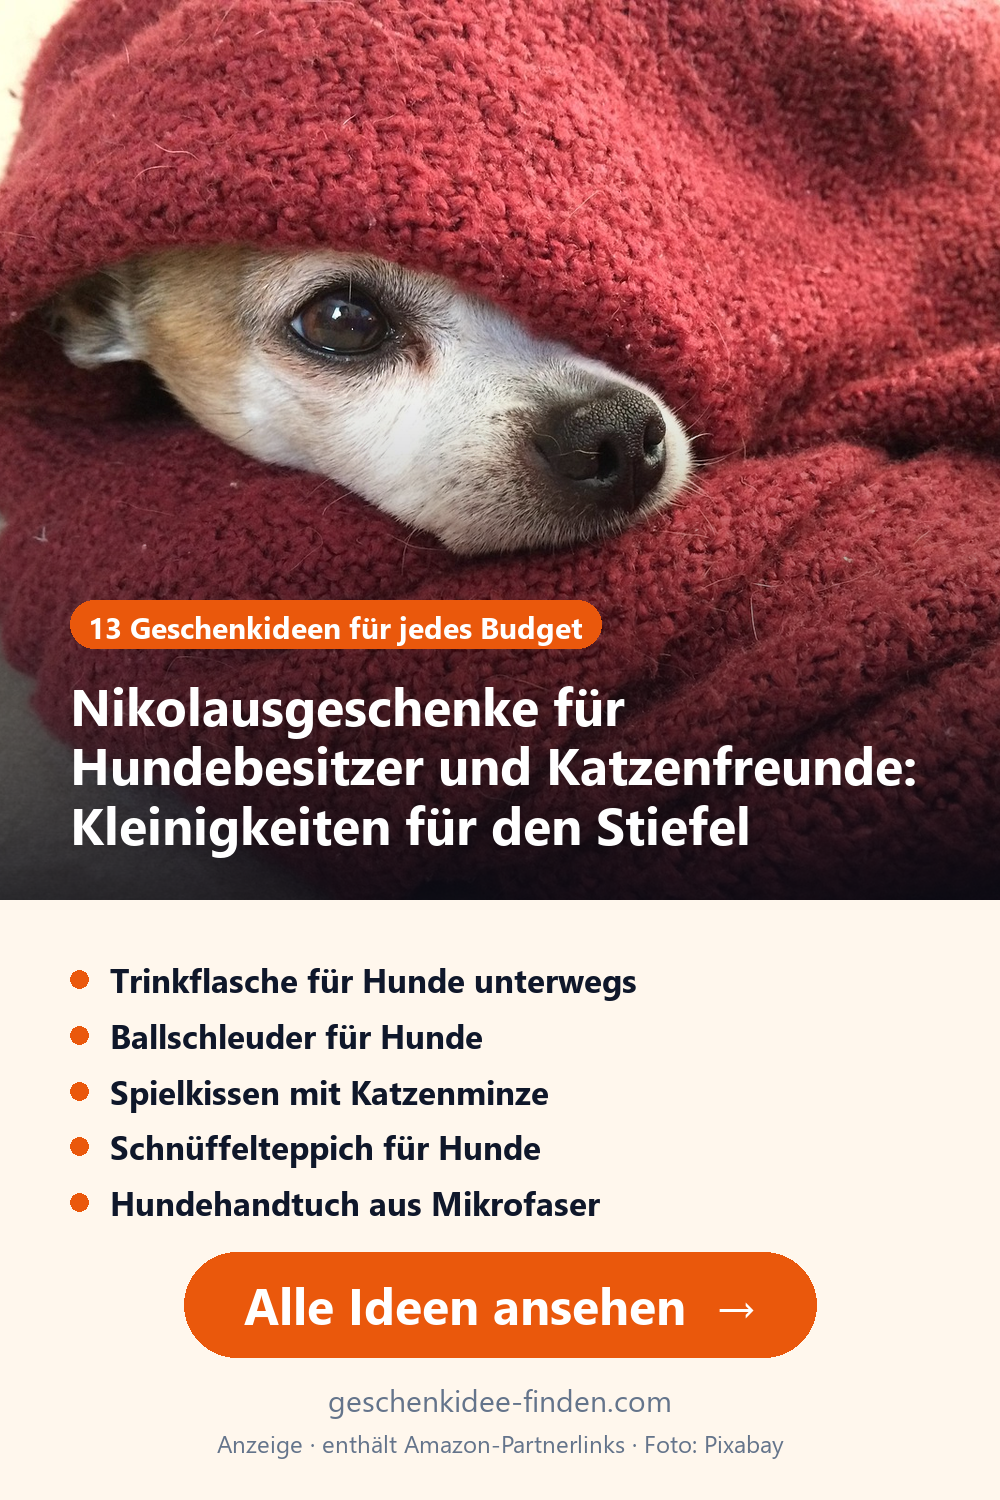 13 Geschenkideen für jedes Budget
Nikolausgeschenke für
Hundebesitzer und Katzenfreunde:
Kleinigkeiten für den Stiefel
Trinkflasche für Hunde unterwegs
Ballschleuder für Hunde
Spielkissen mit Katzenminze
Schnüffelteppich für Hunde
Hundehandtuch aus Mikrofaser
Alle Ideen ansehen →
geschenkidee-finden.com
Anzeige · enthält Amazon-Partnerlinks · Foto: Pixabay